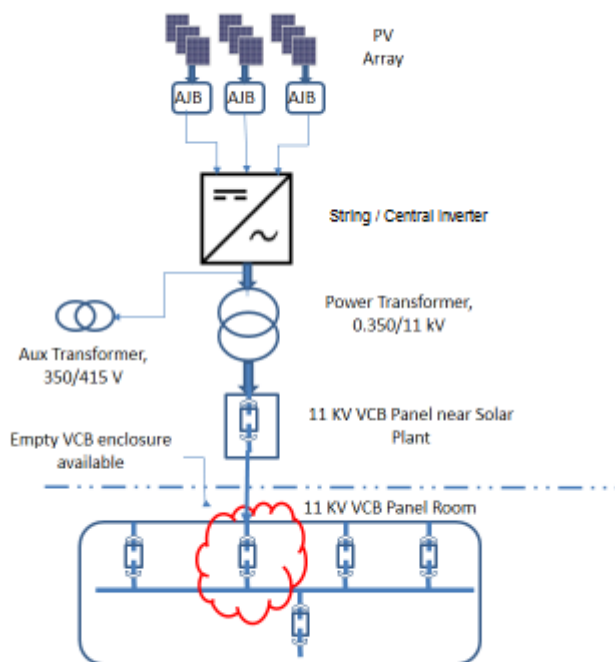 PV
Array
AJB
AJB
AJB
String / Central Inverter
Power Transformer,
0.350/11 kV
Aux Transformer,
350/415 V
11 KV VCB Panel near Solar
Plant
Empty VCB enclosure
available
11 KV VCB Panel Room